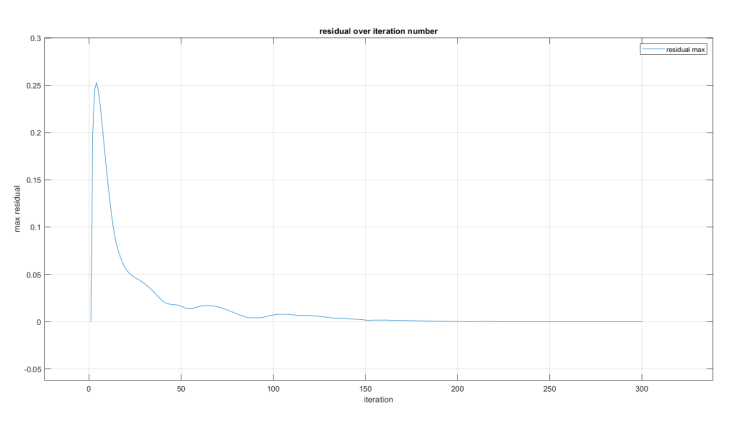 residual over iteration number
residual max
0.3
0.25
0.2
0.15
0.1
0.05
0
-0.05
max residual
0 50 100 150 200 250 300
iteration